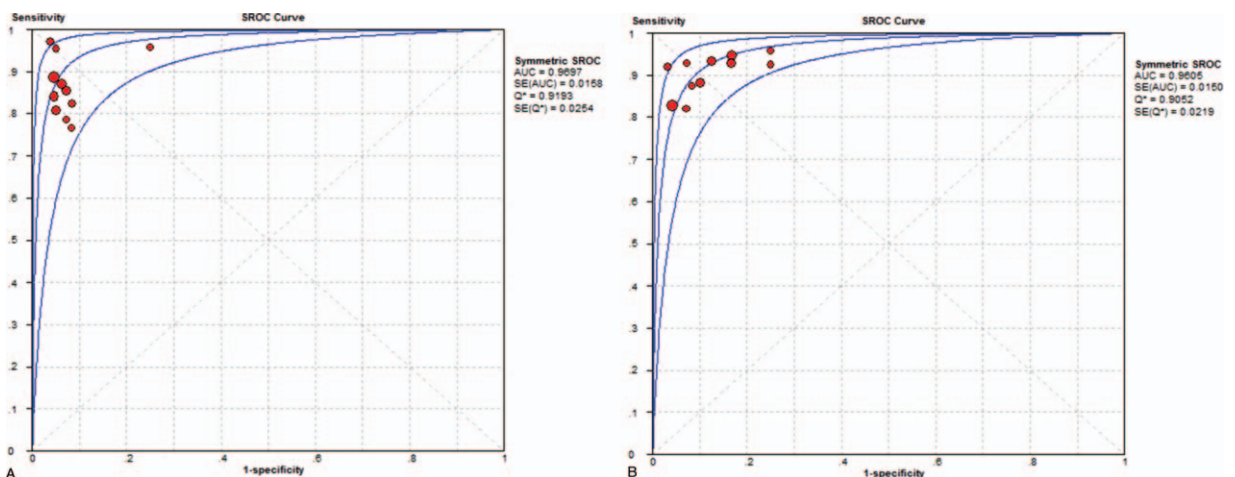 Sensitivity
SROC Curve
1
.9
.8
.7
.6
.5
.4
.3
.2
.1
0
0
.2
.4
.6
.8
1
1-specificity
Symmetric SROC
AUC = 0.9697
SE(AUC) = 0.0158
Q* = 0.9193
SE(Q*) = 0.0254
A
Sensitivity
SROC Curve
1
.9
.8
.7
.6
.5
.4
.3
.2
.1
0
0
.2
.4
.6
.8
1
1-specificity
Symmetric SROC
AUC = 0.9605
SE(AUC) = 0.0150
Q* = 0.9052
SE(Q*) = 0.0219
B